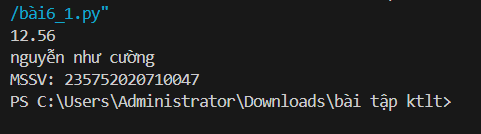 /bài6_1.py"
12.56
nguyễn như cường
MSSV: 235752020710047
PS C:\Users\Administrator\Downloads\bài tập ktlt>